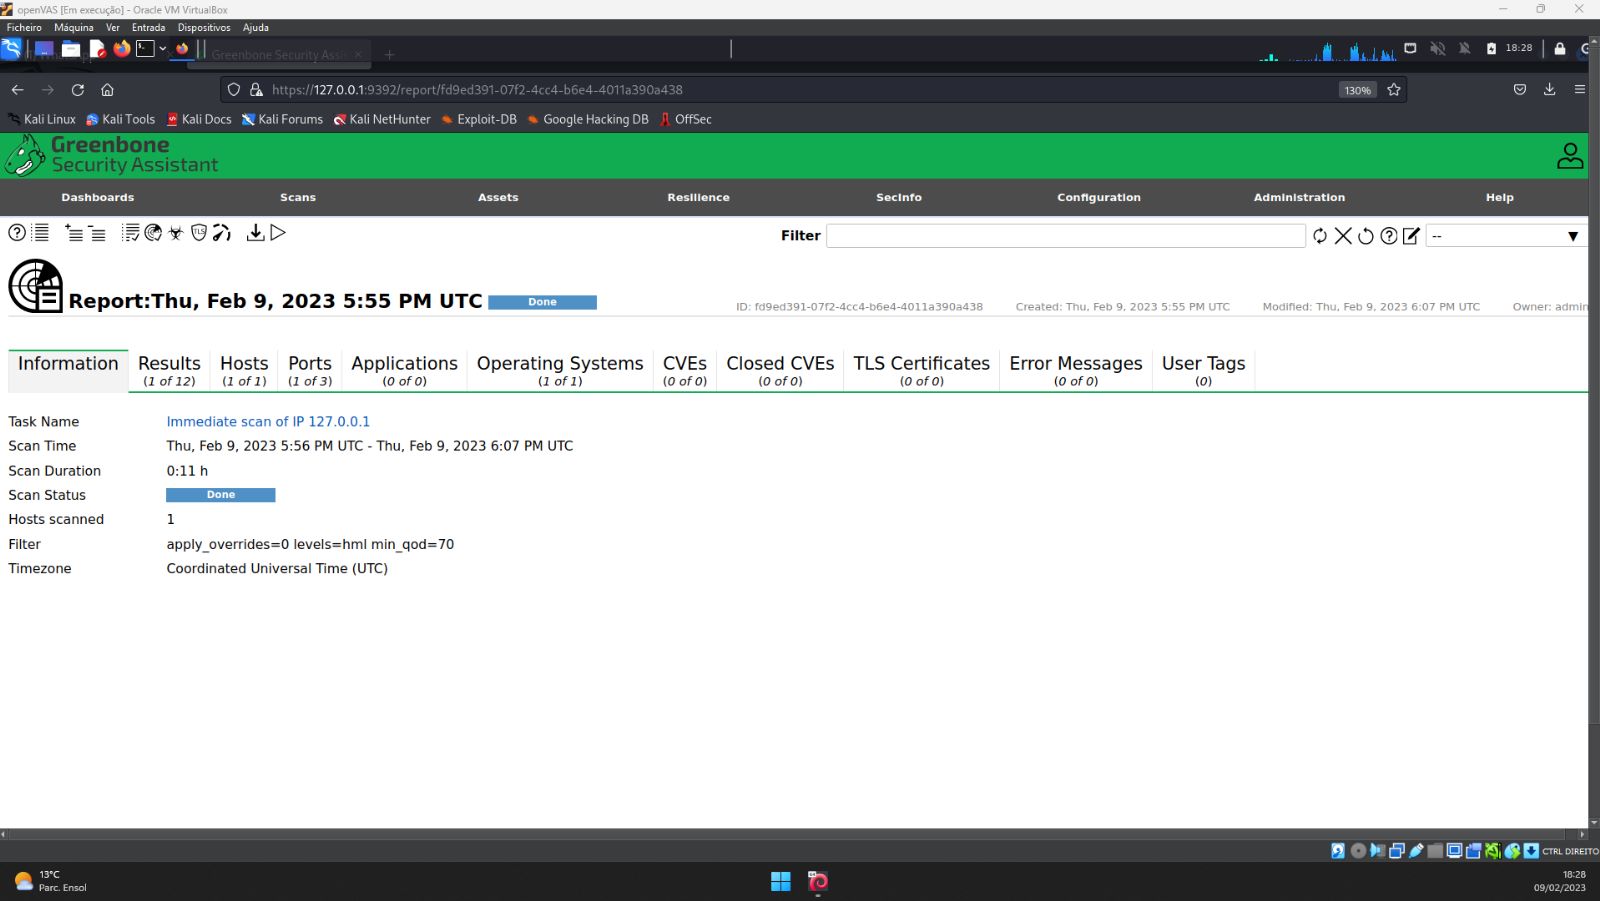 openVAS [Em execução] - Oracle VM VirtualBox
Ficheiro Máquina Ver Entrada Dispositivos Ajuda
Greenbone Security Assis
18:28
https://127.0.0.1:9392/report/fd9ed391-07f2-4cc4-b6e4-4011a390a438
130%
Kali Linux Kali Tools Kali Docs Kali Forums Kali NetHunter Exploit-DB Google Hacking DB OffSec
Greenbone
Security Assistant
Dashboards Scans Assets Resilience SecInfo Configuration Administration Help
Filter
--
Report:Thu, Feb 9, 2023 5:55 PM UTC Done
ID: fd9ed391-07f2-4cc4-b6e4-4011a390a438 Created: Thu, Feb 9, 2023 5:55 PM UTC Modified: Thu, Feb 9, 2023 6:07 PM UTC Owner: admin
Information Results Hosts Ports Applications Operating Systems CVEs Closed CVEs TLS Certificates Error Messages User Tags
(1 of 12) (1 of 1) (1 of 3) (0 of 0) (1 of 1) (0 of 0) (0 of 0) (0 of 0) (0 of 0) (0)
Task Name Immediate scan of IP 127.0.0.1
Scan Time Thu, Feb 9, 2023 5:56 PM UTC - Thu, Feb 9, 2023 6:07 PM UTC
Scan Duration 0:11 h
Scan Status Done
Hosts scanned 1
Filter apply_overrides=0 levels=hml min_qod=70
Timezone Coordinated Universal Time (UTC)
CTRL DIREITO
13°C
Parc. Ensol
18:28
09/02/2023